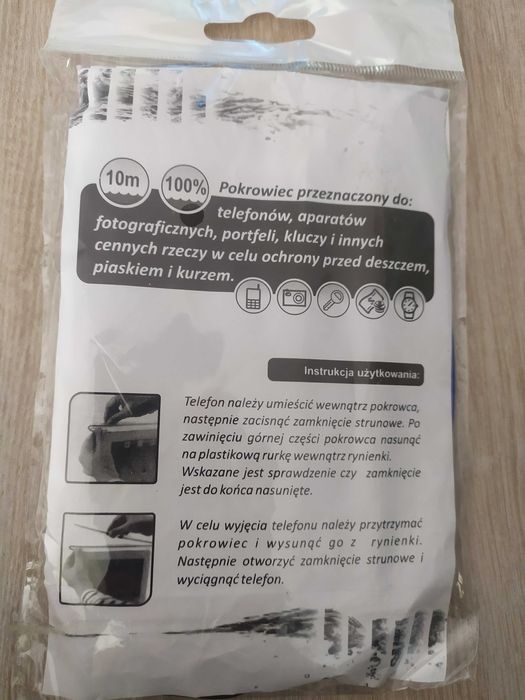 10m
100%
Pokrowiec przeznaczony do:
telefonów, aparatów
fotograficznych, portfeli, kluczy i innych
cennych rzeczy w celu ochrony przed deszczem,
piaskiem i kurzem.
Instrukcja użytkowania:
Telefon należy umieścić wewnątrz pokrowca,
następnie zacisnąć zamknięcie strunowe. Po
zawinięciu górnej części pokrowca nasunąć
na plastikową rurkę wewnątrz rynienki.
Wskazane jest sprawdzenie czy zamknięcie
jest do końca nasunięte.
W celu wyjęcia telefonu należy przytrzymać
pokrowiec i wysunąć go z rynienki.
Następnie otworzyć zamknięcie strunowe i
wyciągnąć telefon.